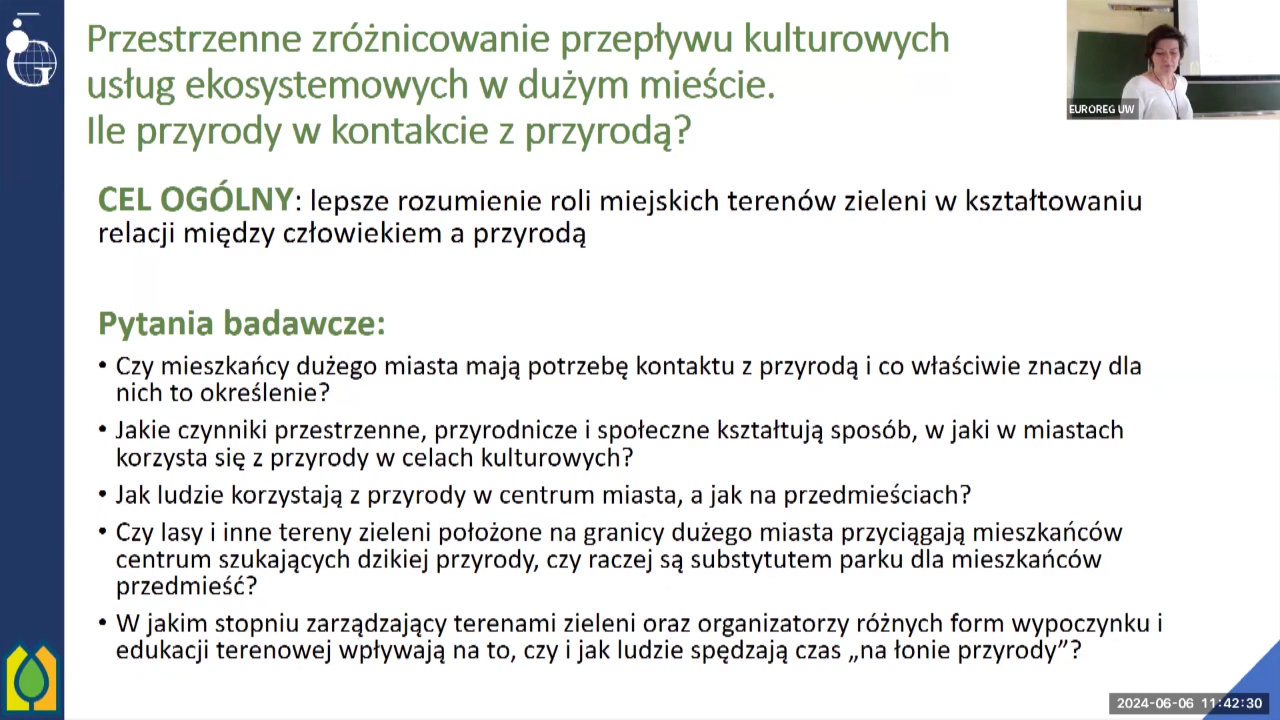 Przestrzenne zróżnicowanie przepływu kulturowych
usług ekosystemowych w dużym mieście.
Ile przyrody w kontakcie z przyrodą?
EUROREG UW
CEL OGÓLNY: lepsze rozumienie roli miejskich terenów zieleni w kształtowaniu
relacji między człowiekiem a przyrodą
Pytania badawcze:
• Czy mieszkańcy dużego miasta mają potrzebę kontaktu z przyrodą i co właściwie znaczy dla
nich to określenie?
• Jakie czynniki przestrzenne, przyrodnicze i społeczne kształtują sposób, w jaki w miastach
korzysta się z przyrody w celach kulturowych?
• Jak ludzie korzystają z przyrody w centrum miasta, a jak na przedmieściach?
• Czy lasy i inne tereny zieleni położone na granicy dużego miasta przyciągają mieszkańców
centrum szukających dzikiej przyrody, czy raczej są substytutem parku dla mieszkańców
przedmieść?
• W jakim stopniu zarządzający terenami zieleni oraz organizatorzy różnych form wypoczynku i
edukacji terenowej wpływają na to, czy i jak ludzie spędzają czas „na łonie przyrody”?
2024-06-06 11:42:30